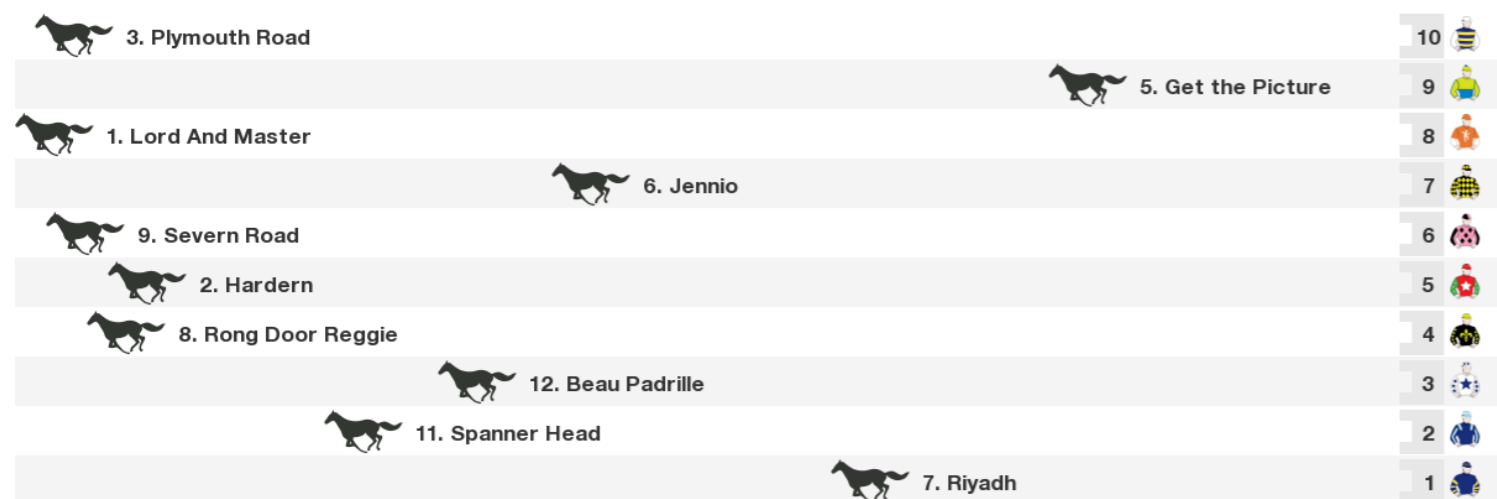 3. Plymouth Road 10
5. Get the Picture 9
1. Lord And Master 8
6. Jennio 7
9. Severn Road 6
2. Hardern 5
8. Rong Door Reggie 4
12. Beau Padrille 3
11. Spanner Head 2
7. Riyadh 1